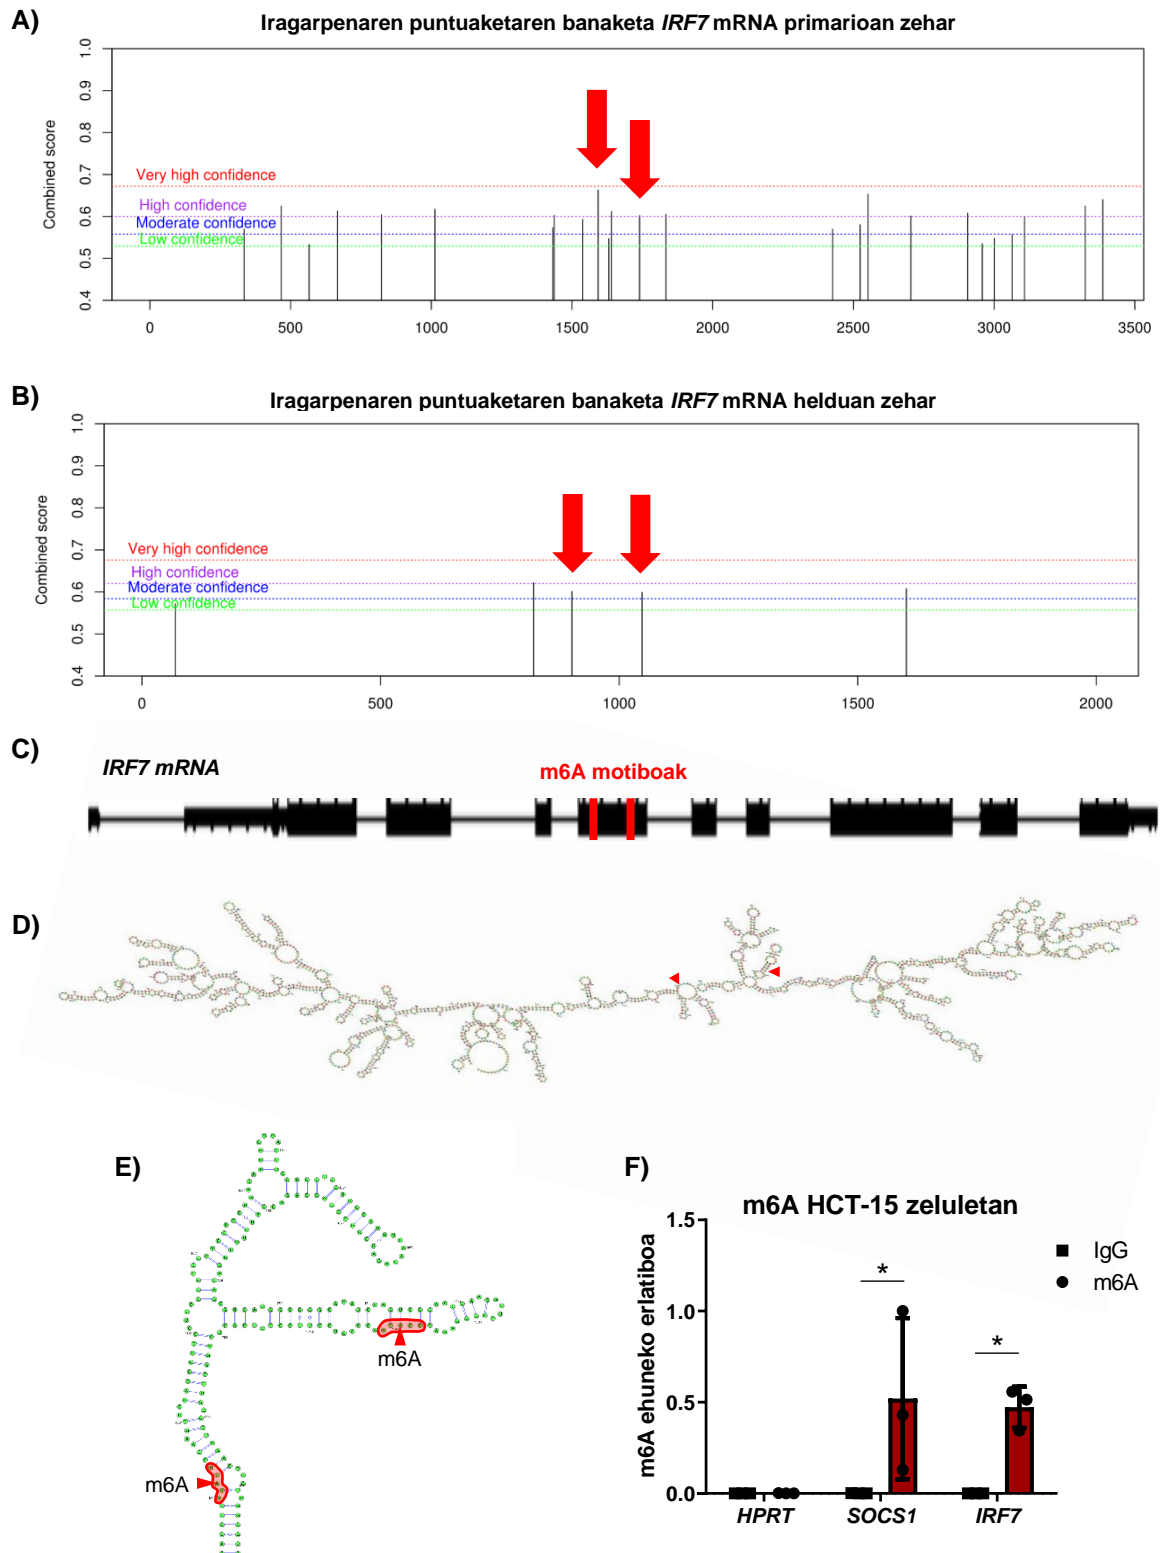 A)
Iragarpenaren puntuaketaren banaketa IRF7 mRNA primarioan zehar
Combined score
1.0
0.9
0.8
0.7
0.6
0.5
0.4
Very high confidence
High confidence
Moderate confidence
Low confidence
0 500 1000 1500 2000 2500 3000 3500
B)
Iragarpenaren puntuaketaren banaketa IRF7 mRNA helduan zehar
Combined score
1.0
0.9
0.8
0.7
0.6
0.5
0.4
Very high confidence
High confidence
Moderate confidence
Low confidence
0 500 1000 1500 2000
C)
IRF7 mRNA
m6A motiboak
D)
E)
m6A
m6A
F)
m6A HCT-15 zeluletan
m6A ehuneko erlatiboa
1.5
1.0
0.5
0.0
* *
IgG
m6A
HPRT SOCS1 IRF7